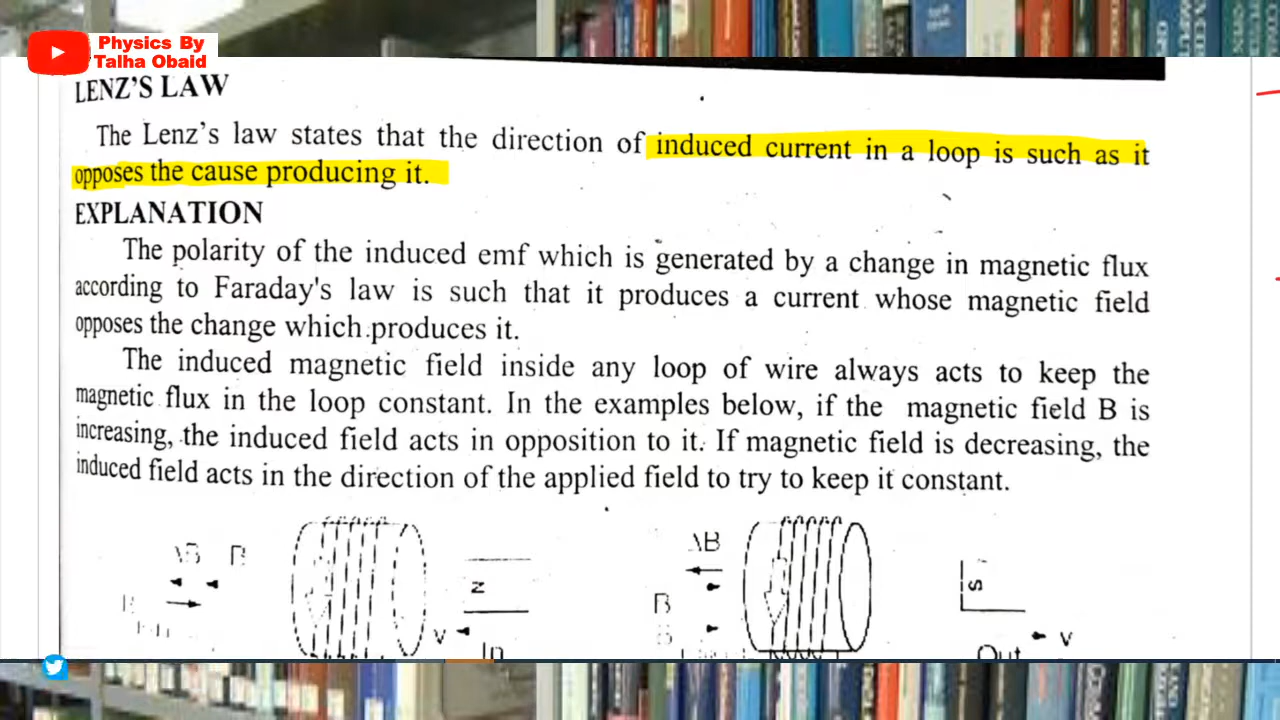 Physics By
Talha Obaid
LENZ'S LAW
The Lenz's law states that the direction of induced current in a loop is such as it
opposes the cause producing it.
EXPLANATION
The polarity of the induced emf which is generated by a change in magnetic flux
according to Faraday's law is such that it produces a current whose magnetic field
opposes the change which produces it.
The induced magnetic field inside any loop of wire always acts to keep the
magnetic flux in the loop constant. In the examples below, if the magnetic field B is
increasing, the induced field acts in opposition to it. If magnetic field is decreasing, the
induced field acts in the direction of the applied field to try to keep it constant.
ΔB
N
V
In
ΔB
B
S
V
Out